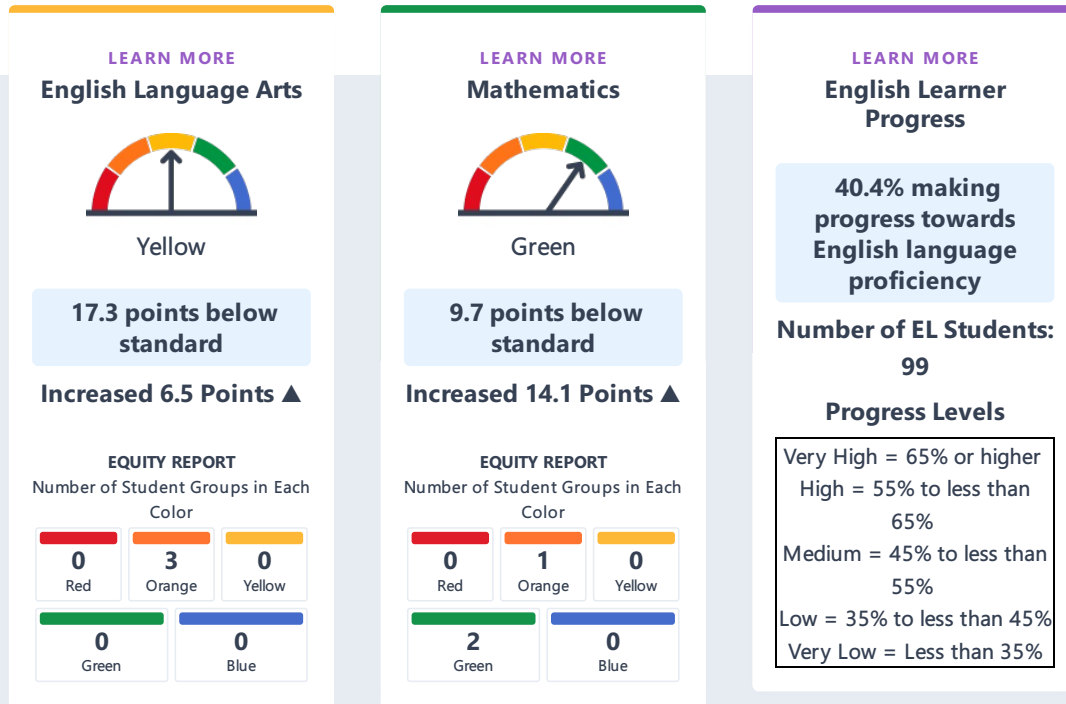 LEARN MORE
English Language Arts
Yellow
17.3 points below
standard
Increased 6.5 Points ▲
EQUITY REPORT
Number of Student Groups in Each
Color
0
Red
3
Orange
0
Yellow
0
Green
0
Blue
LEARN MORE
Mathematics
Green
9.7 points below
standard
Increased 14.1 Points ▲
EQUITY REPORT
Number of Student Groups in Each
Color
0
Red
1
Orange
0
Yellow
2
Green
0
Blue
LEARN MORE
English Learner
Progress
40.4% making
progress towards
English language
proficiency
Number of EL Students:
99
Progress Levels
Very High = 65% or higher
High = 55% to less than
65%
Medium = 45% to less than
55%
Low = 35% to less than 45%
Very Low = Less than 35%